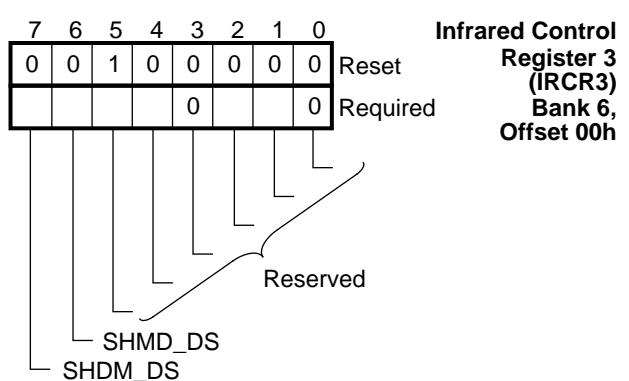 7 6 5 4 3 2 1 0
0 0 1 0 0 0 0 0 Reset
0 0 Required
Infrared Control
Register 3
(IRCR3)
Bank 6,
Offset 00h
Reserved
SHMD_DS
SHDM_DS